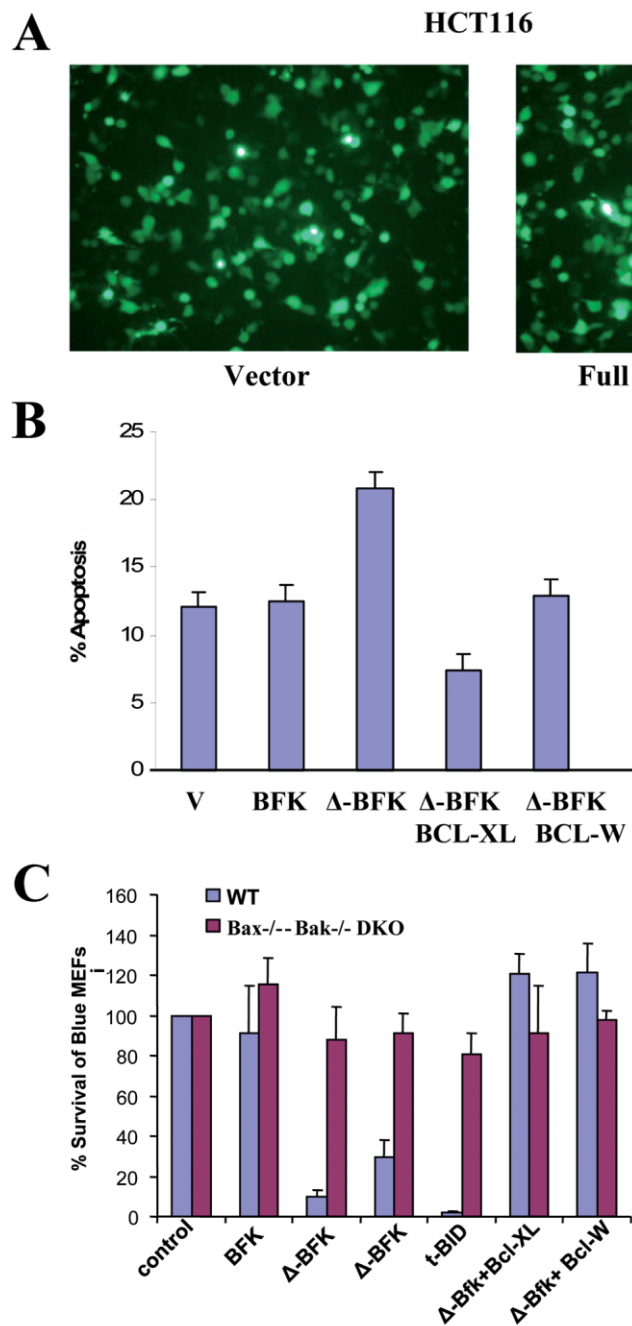 A
HCT116
Vector
Full
B
% Apoptosis
25
20
15
10
5
0
V
BFK
Δ-BFK
Δ-BFK
BCL-XL
Δ-BFK
BCL-W
C
% Survival of Blue MEFs
i
160
140
120
100
80
60
40
20
0
WT
Bax-/--Bak-/- DKO
control
BFK
Δ-BFK
Δ-BFK
t-BID
Δ-Bfk+Bcl-XL
Δ-Bfk+ Bcl-W